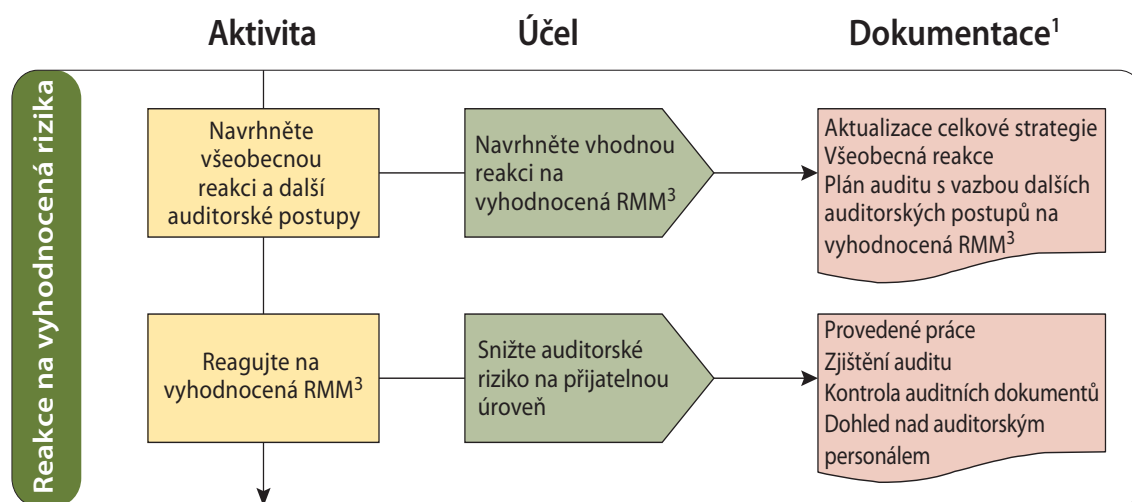 Aktivita
Účel
Dokumentace¹
Reakce na vyhodnocená rizika
Navrhněte
všeobecnou
reakci a další
auditorské postupy
Navrhněte vhodnou
reakci na
vyhodnocená RMM³
Aktualizace celkové strategie
Všeobecná reakce
Plán auditu s vazbou dalších
auditorských postupů na
vyhodnocená RMM³
Reagujte na
vyhodnocená RMM³
Snižte auditorské
riziko na přijatelnou
úroveň
Provedené práce
Zjištění auditu
Kontrola auditních dokumentů
Dohled nad auditorským
personálem